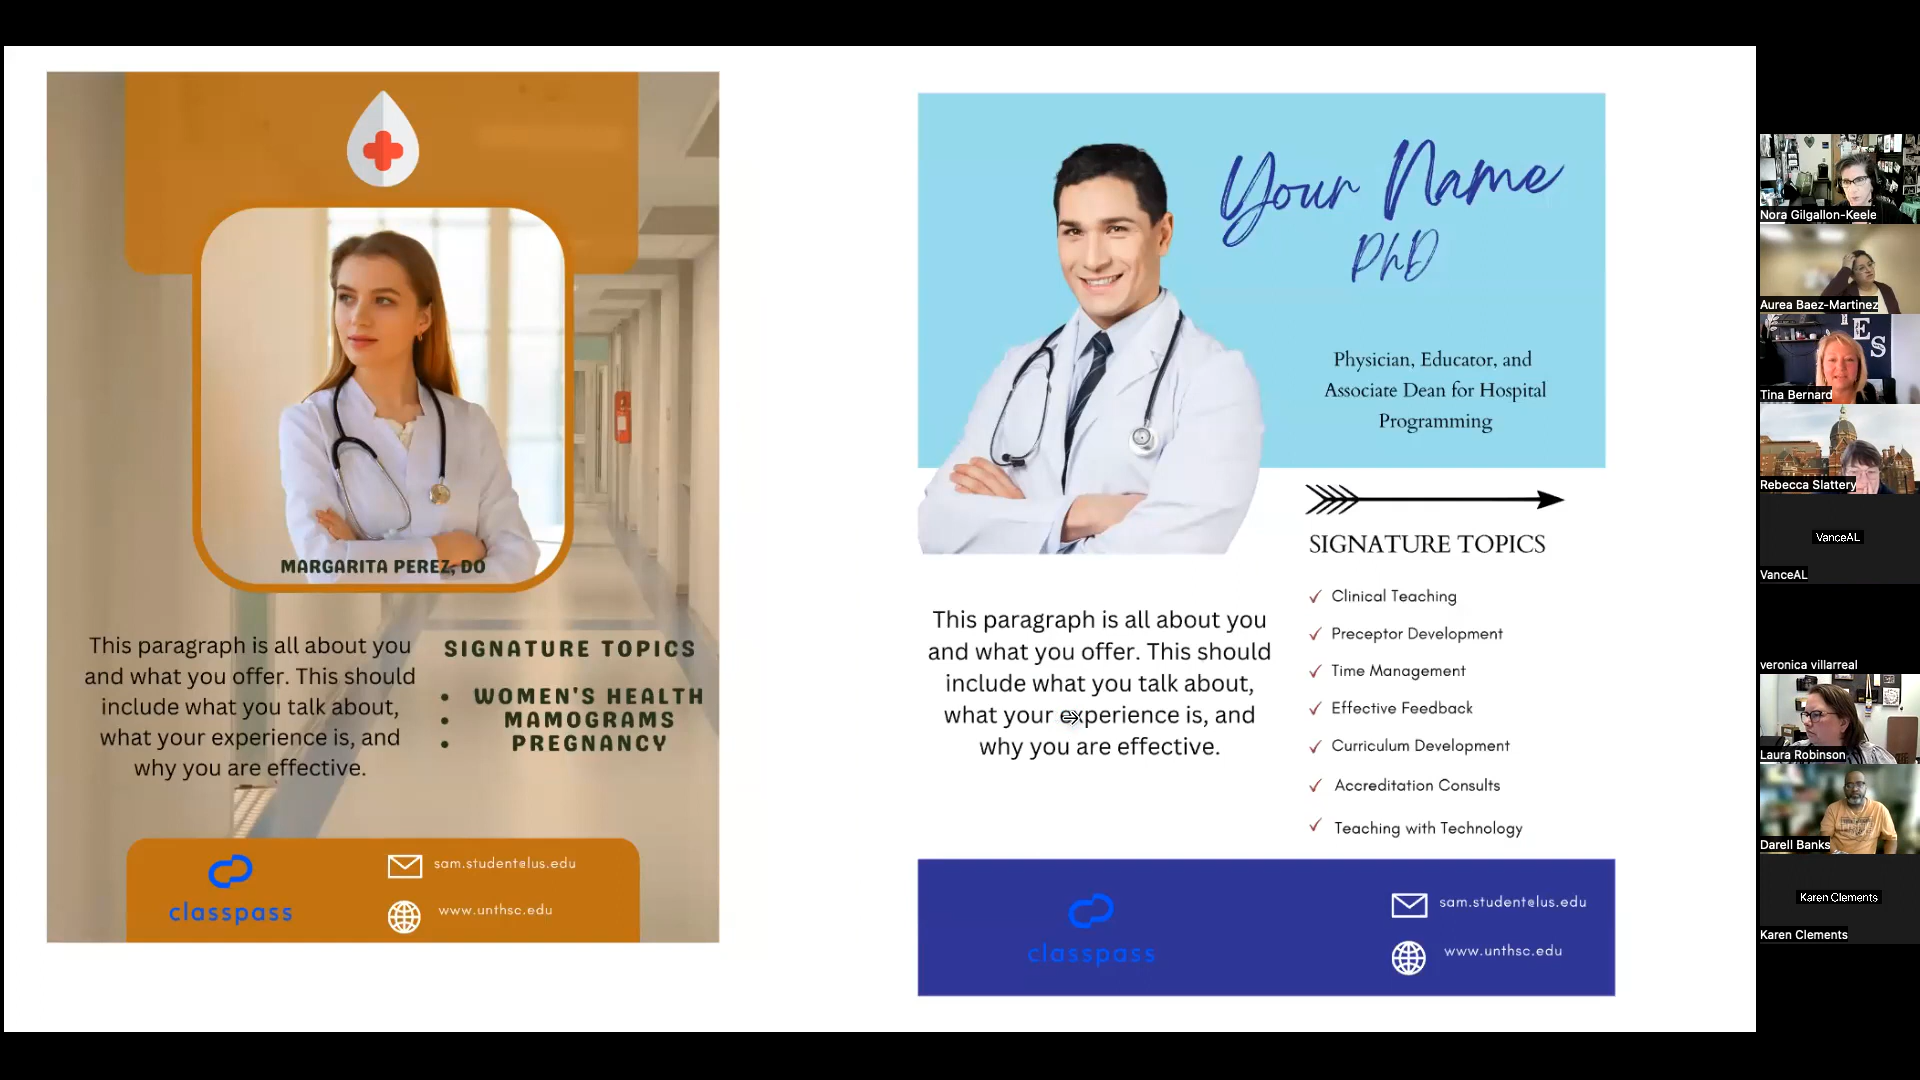 MARGARITA PEREZ, DO
This paragraph is all about you
and what you offer. This should
include what you talk about,
what your experience is, and
why you are effective.
SIGNATURE TOPICS
• WOMEN'S HEALTH
• MAMOGRAMS
• PREGNANCY
classpass
sam.student@lus.edu
www.unthsc.edu
Your Name
PhD
Physician, Educator, and
Associate Dean for Hospital
Programming
SIGNATURE TOPICS
✓ Clinical Teaching
✓ Preceptor Development
✓ Time Management
✓ Effective Feedback
✓ Curriculum Development
✓ Accreditation Consults
✓ Teaching with Technology
This paragraph is all about you
and what you offer. This should
include what you talk about,
what your experience is, and
why you are effective.
classpass
sam.student@lus.edu
www.unthsc.edu
Nora Gilgallon-Keele
Aurea Baez-Martinez
ES
Tina Bernard
Rebecca Slattery
VanceAL
VanceAL
veronica villarreal
Laura Robinson
Darell Banks
Karen Clements
Karen Clements